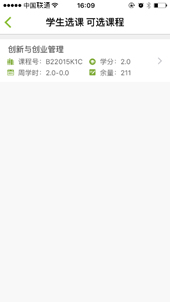 中国联通 16:09
学生选课 可选课程
创新与创业管理
课程号：B22015K1C 学分：2.0
周学时：2.0-0.0 余量：211